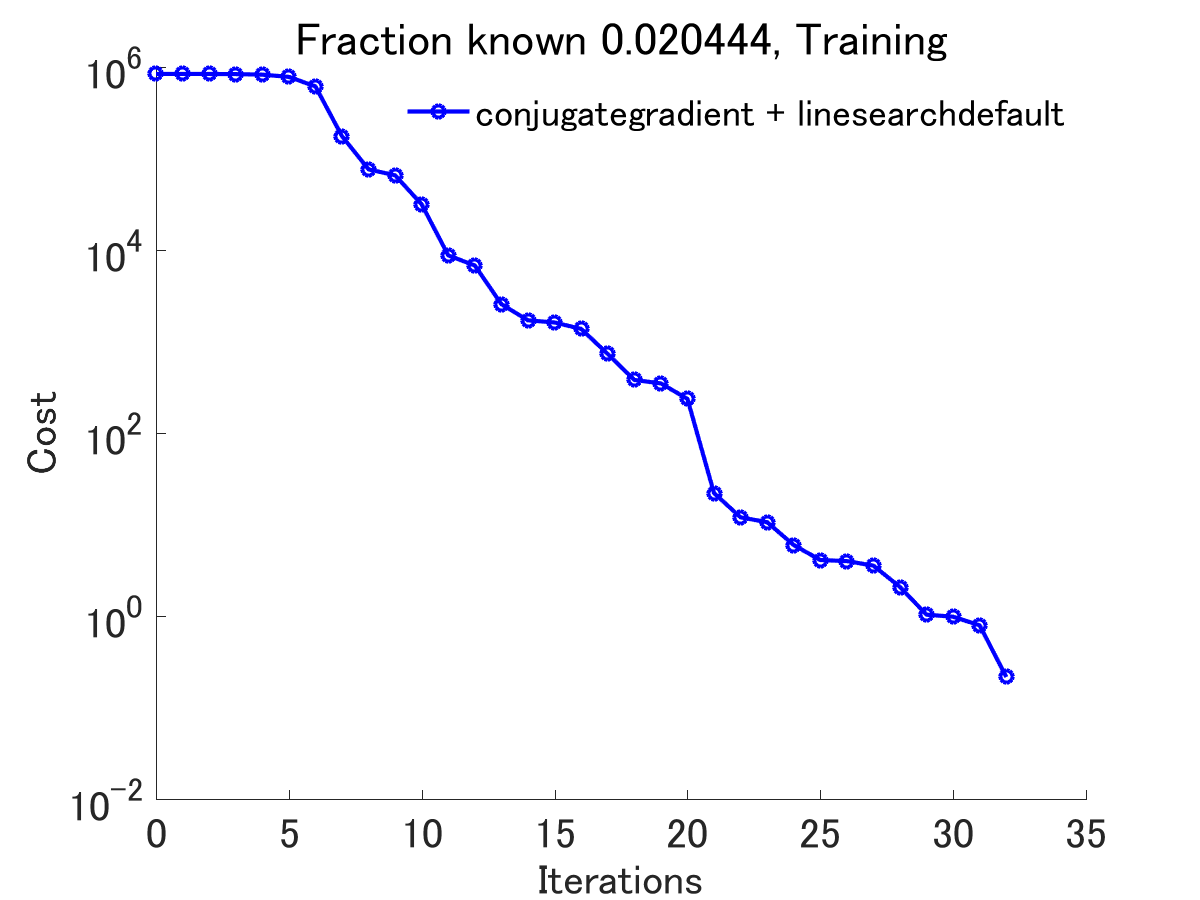 Fraction known 0.020444, Training
conjugategradient + linesearchdefault
10^6
10^4
10^2
10^0
10^-2
Cost
0 5 10 15 20 25 30 35
Iterations